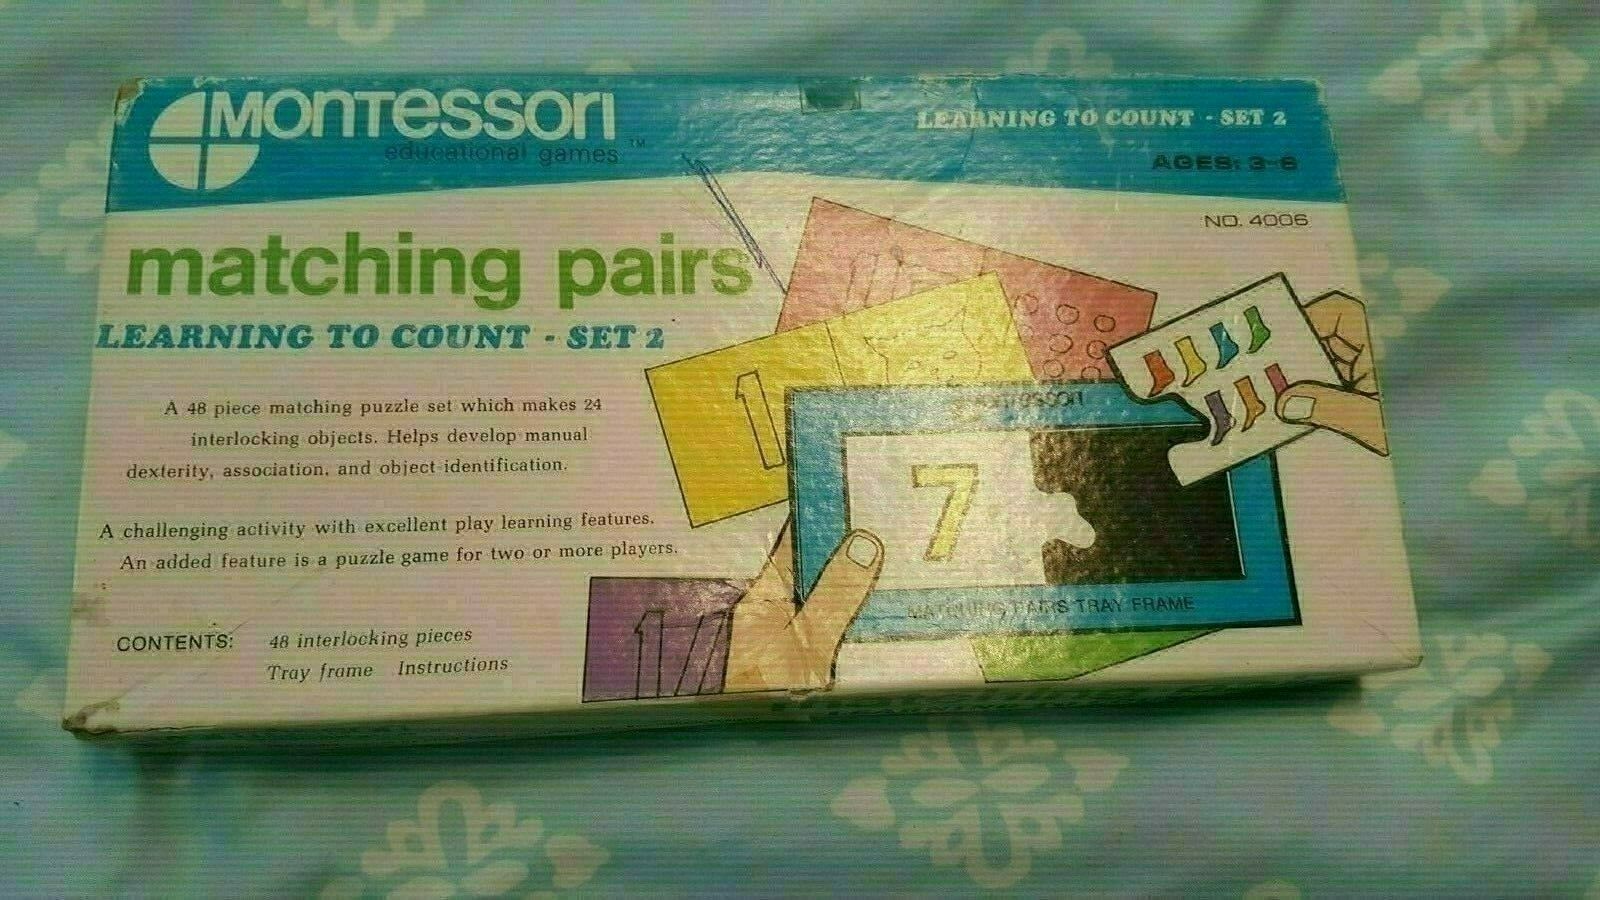 MONTESSORI
educational games ™
LEARNING TO COUNT - SET 2
AGES: 3-6
NO. 4006
matching pairs
LEARNING TO COUNT - SET 2
A 48 piece matching puzzle set which makes 24
interlocking objects. Helps develop manual
dexterity, association, and object identification.
A challenging activity with excellent play learning features.
An added feature is a puzzle game for two or more players.
CONTENTS: 48 interlocking pieces
Tray frame Instructions
1
montessori
7
MATCHING PAIRS TRAY FRAME